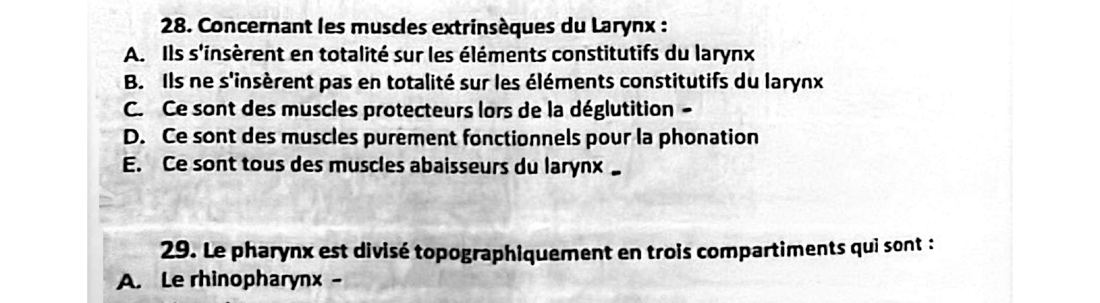 28. Concernant les muscles extrinsèques du Larynx :
A. Ils s'insèrent en totalité sur les éléments constitutifs du larynx
B. Ils ne s'insèrent pas en totalité sur les éléments constitutifs du larynx
C. Ce sont des muscles protecteurs lors de la déglutition -
D. Ce sont des muscles purement fonctionnels pour la phonation
E. Ce sont tous des muscles abaisseurs du larynx -
29. Le pharynx est divisé topographiquement en trois compartiments qui sont :
A. Le rhinopharynx -